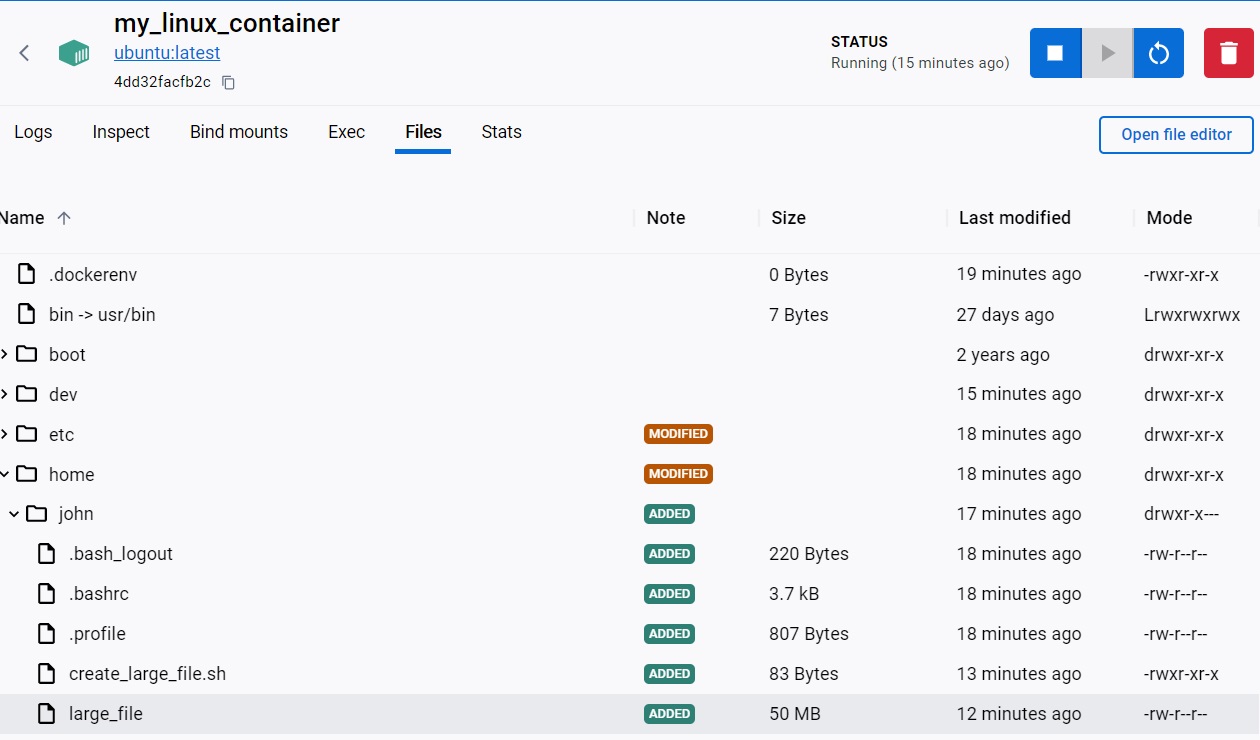 my_linux_container
ubuntu:latest
4dd32facfb2c
STATUS
Running (15 minutes ago)
Logs Inspect Bind mounts Exec Files Stats
Open file editor
Name Note Size Last modified Mode
.dockerenv 0 Bytes 19 minutes ago -rwxr-xr-x
bin -> usr/bin 7 Bytes 27 days ago Lrwxrwxrwx
boot 2 years ago drwxr-xr-x
dev 15 minutes ago drwxr-xr-x
etc MODIFIED 18 minutes ago drwxr-xr-x
home MODIFIED 18 minutes ago drwxr-xr-x
john ADDED 17 minutes ago drwxr-x---
.bash_logout ADDED 220 Bytes 18 minutes ago -rw-r--r--
.bashrc ADDED 3.7 kB 18 minutes ago -rw-r--r--
.profile ADDED 807 Bytes 18 minutes ago -rw-r--r--
create_large_file.sh ADDED 83 Bytes 13 minutes ago -rwxr-xr-x
large_file ADDED 50 MB 12 minutes ago -rw-r--r--